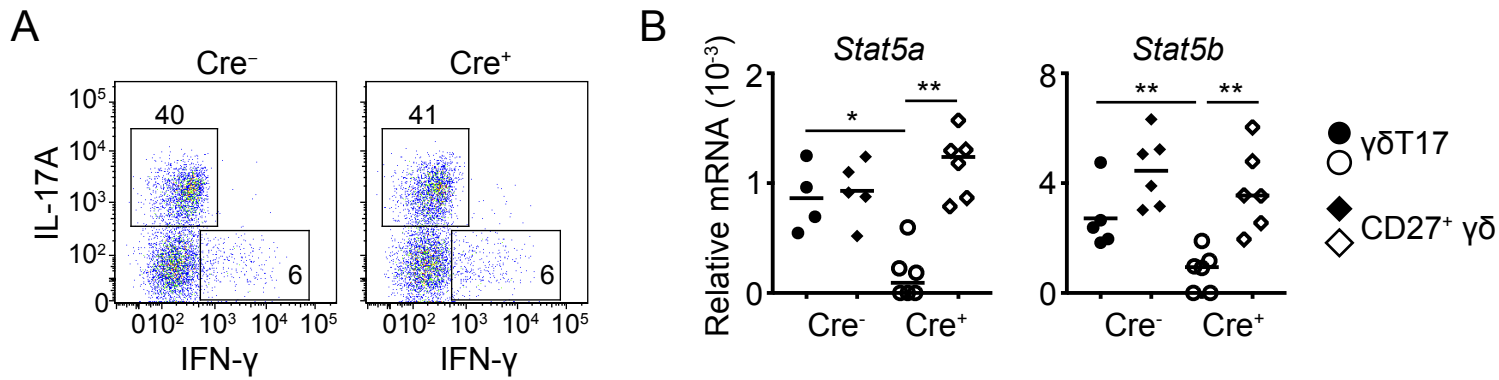 A
Cre⁻
Cre⁺
IL-17A
10⁵
10⁴
10³
10²
0
40
6
41
6
0 10² 10³ 10⁴ 10⁵
0 10² 10³ 10⁴ 10⁵
IFN-γ
IFN-γ
B
Relative mRNA (10⁻³)
Stat5a
2
1
0
*
**
Cre⁻
Cre⁺
Stat5b
8
4
0
**
**
Cre⁻
Cre⁺
γδT17
CD27⁺ γδ